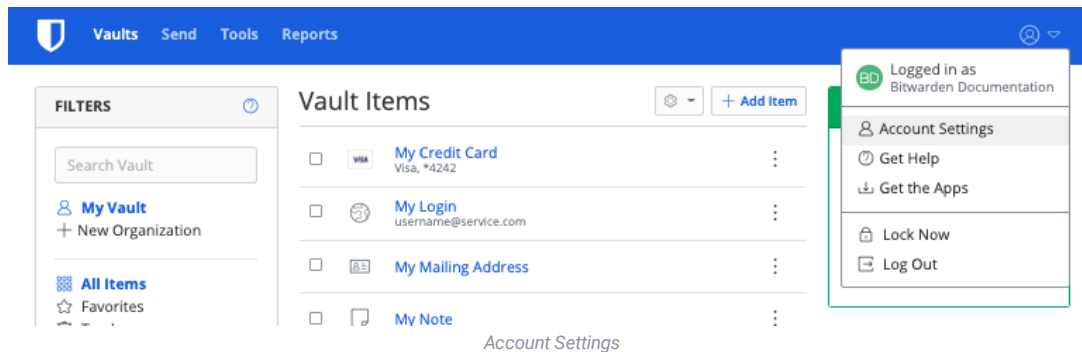 Vaults Send Tools Reports
Logged in as
BD
Bitwarden Documentation
Account Settings
Get Help
Get the Apps
Lock Now
Log Out
FILTERS
Search Vault
My Vault
New Organization
All Items
Favorites
Vault Items
Add Item
VISA
My Credit Card
Visa, *4242
My Login
username@service.com
My Mailing Address
My Note
Account Settings